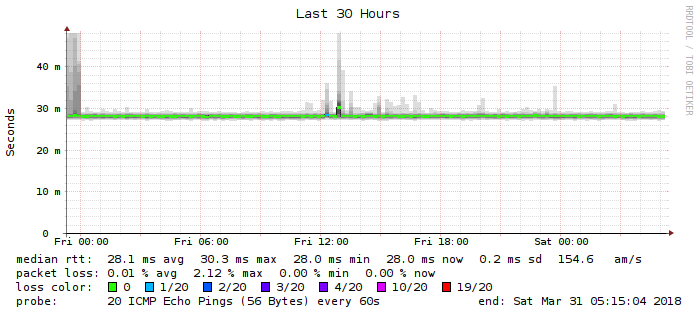 Last 30 Hours
RRDTOOL / TOBI OETIKER
Seconds
40 m
30 m
20 m
10 m
0
Fri 00:00 Fri 06:00 Fri 12:00 Fri 18:00 Sat 00:00
median rtt: 28.1 ms avg 30.3 ms max 28.0 ms min 28.0 ms now 0.2 ms sd 154.6 am/s
packet loss: 0.01 % avg 2.12 % max 0.00 % min 0.00 % now
loss color: 0 1/20 2/20 3/20 4/20 10/20 19/20
probe: 20 ICMP Echo Pings (56 Bytes) every 60s end: Sat Mar 31 05:15:04 2018